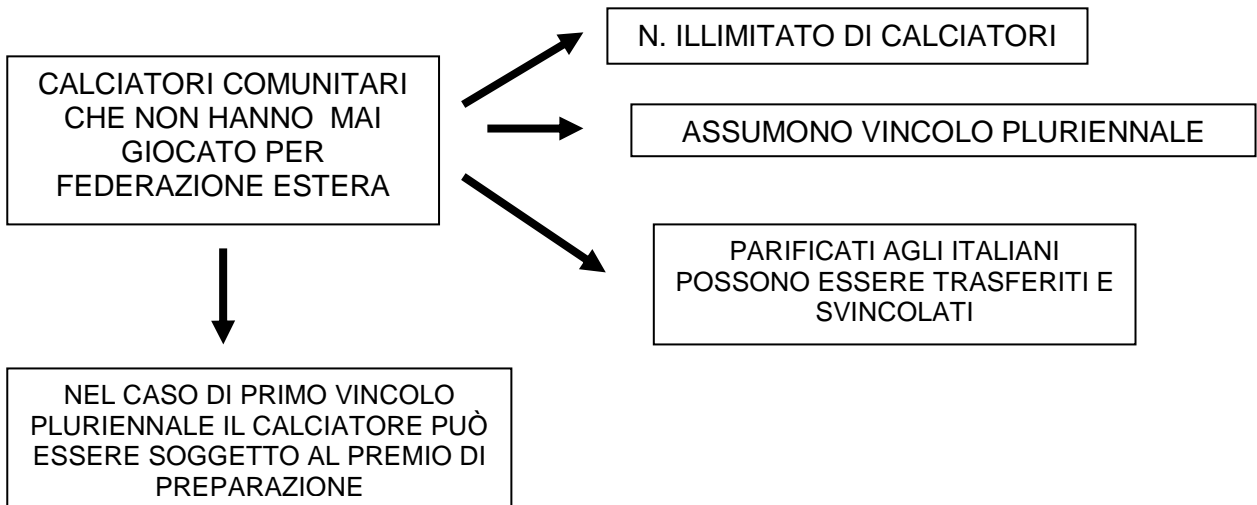 N. ILLIMITATO DI CALCIATORI
CALCIATORI COMUNITARI
CHE NON HANNO MAI
GIOCATO PER
FEDERAZIONE ESTERA
ASSUMONO VINCOLO PLURIENNALE
PARIFICATI AGLI ITALIANI
POSSONO ESSERE TRASFERITI E
SVINCOLATI
NEL CASO DI PRIMO VINCOLO
PLURIENNALE IL CALCIATORE PUÒ
ESSERE SOGGETTO AL PREMIO DI
PREPARAZIONE